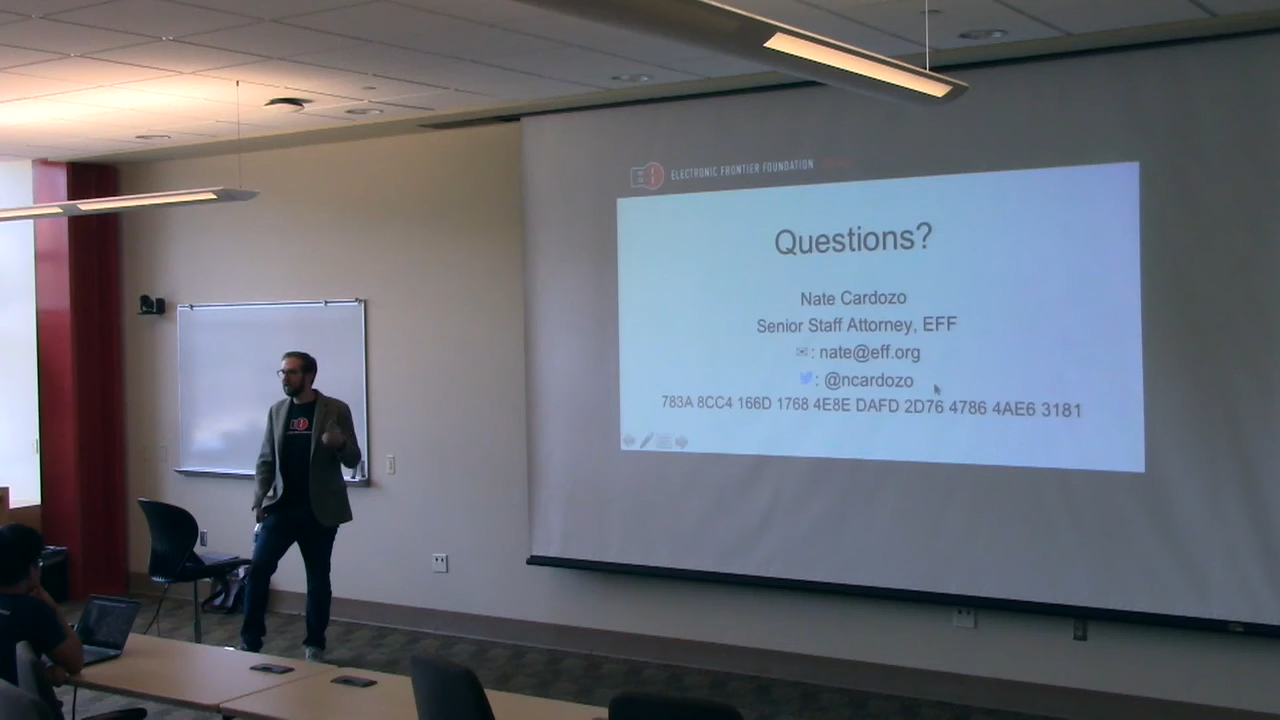 ELECTRONIC FRONTIER FOUNDATION
Questions?
Nate Cardozo
Senior Staff Attorney, EFF
✉: nate@eff.org
: @ncardozo
783A 8CC4 166D 1768 4E8E DAFD 2D76 4786 4AE6 3181